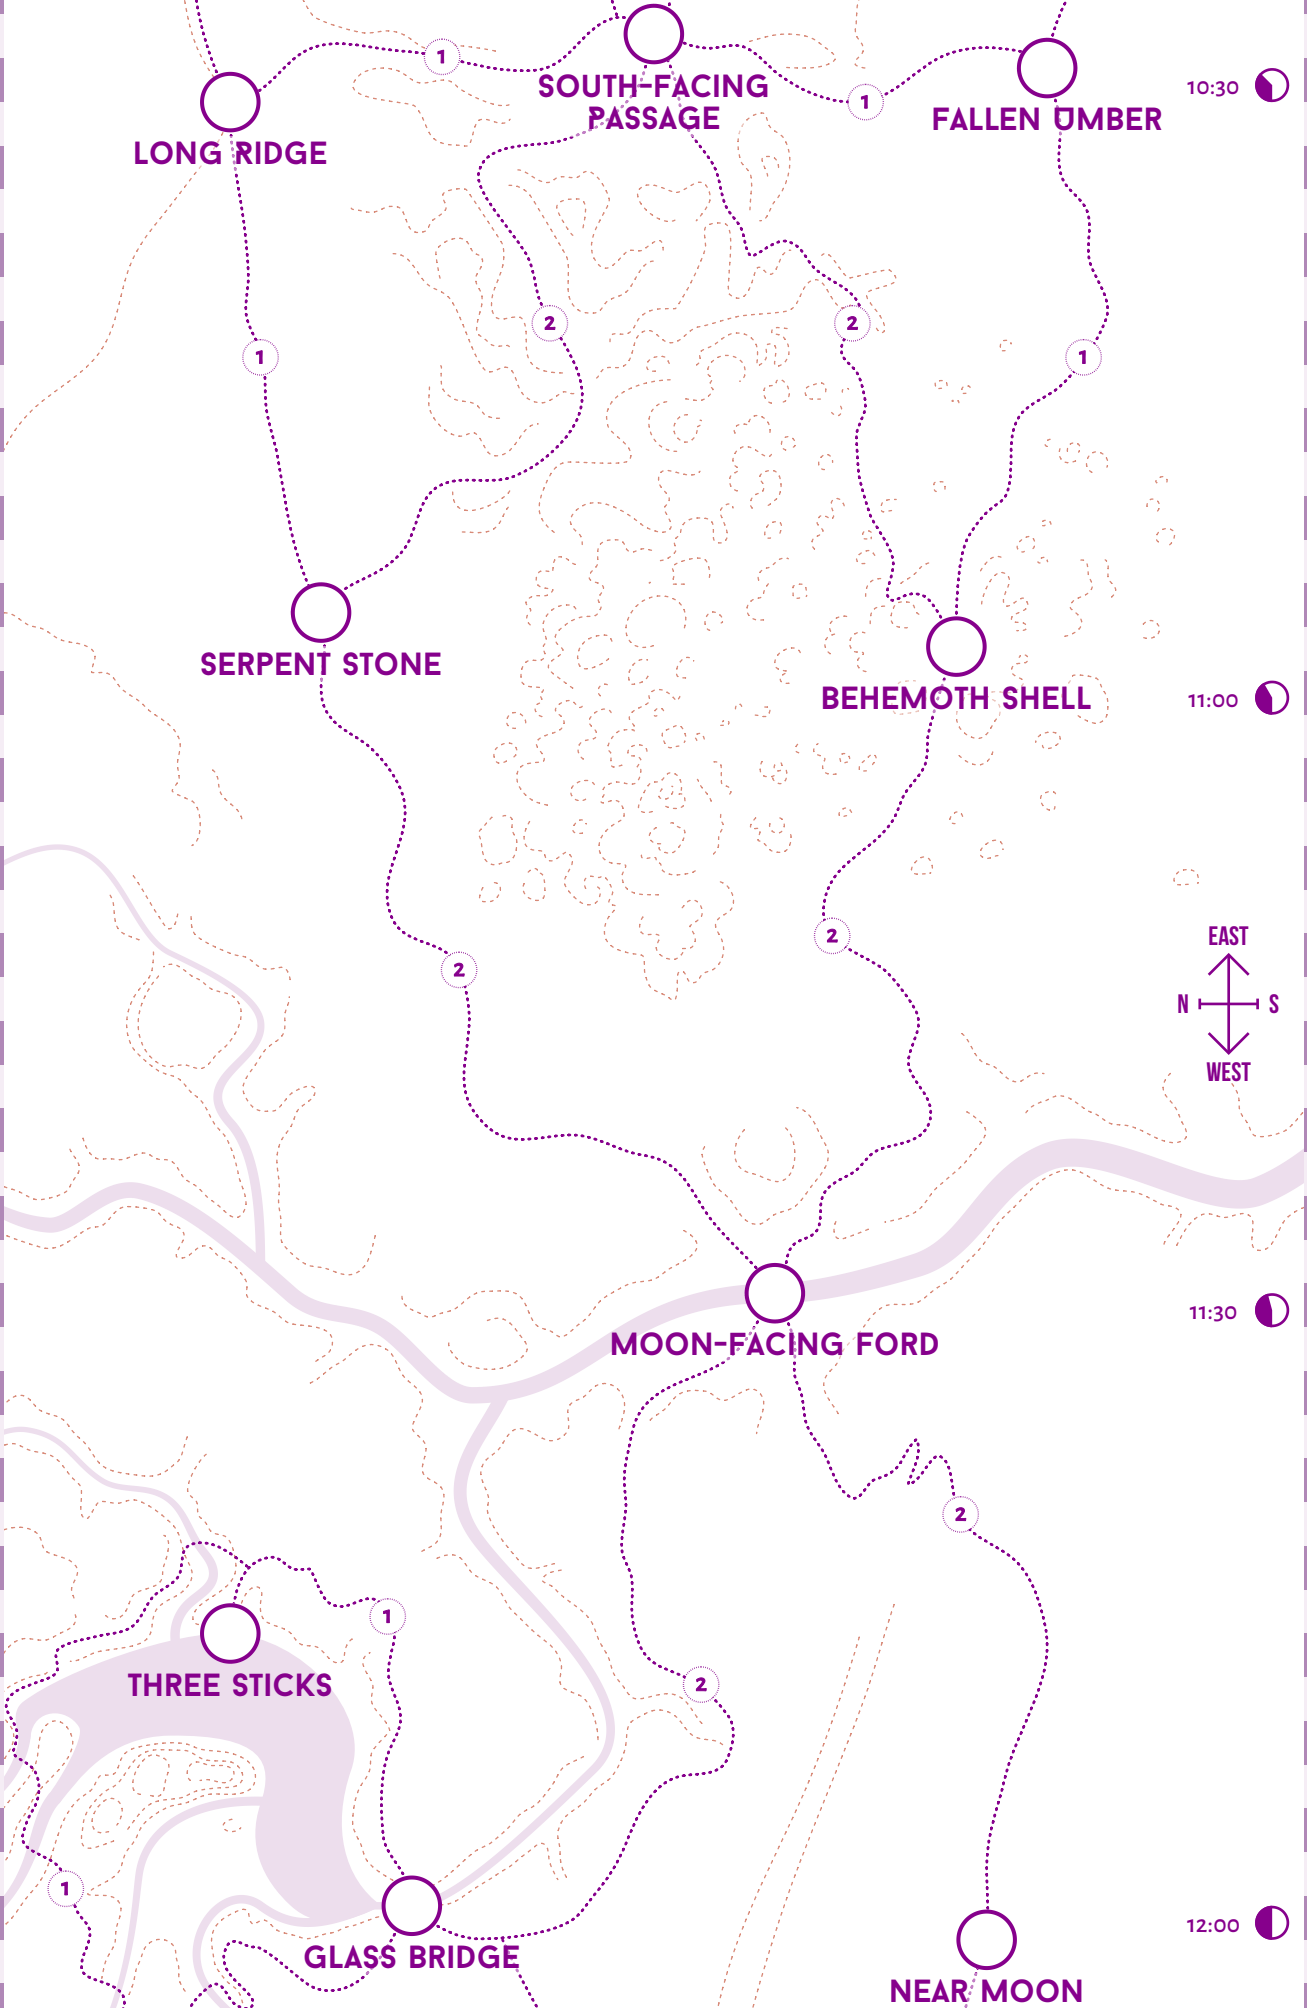 1
SOUTH-FACING
PASSAGE
1
10:30
FALLEN UMBER
LONG RIDGE
2
2
1
1
SERPENT STONE
BEHEMOTH SHELL
11:00
2
EAST
2
N
S
WEST
11:30
MOON-FACING FORD
2
1
THREE STICKS
2
1
12:00
GLASS BRIDGE
NEAR MOON